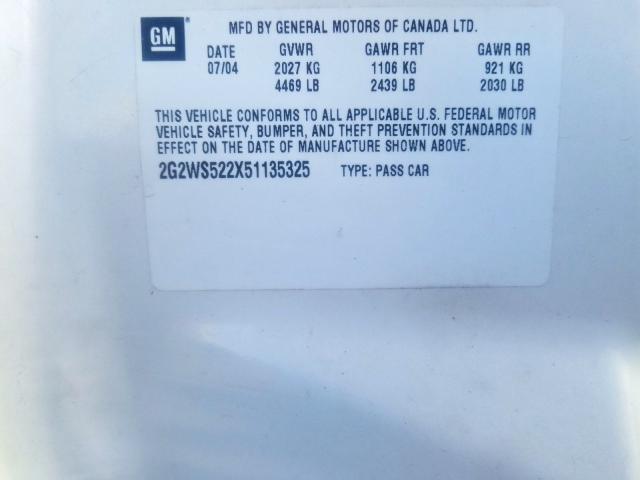 GM ® MFD BY GENERAL MOTORS OF CANADA LTD.
DATE GVWR GAWR FRT GAWR RR
07/04 2027 KG 1106 KG 921 KG
4469 LB 2439 LB 2030 LB
THIS VEHICLE CONFORMS TO ALL APPLICABLE U.S. FEDERAL MOTOR
VEHICLE SAFETY, BUMPER, AND THEFT PREVENTION STANDARDS IN
EFFECT ON THE DATE OF MANUFACTURE SHOWN ABOVE.
2G2WS522X51135325 TYPE: PASS CAR